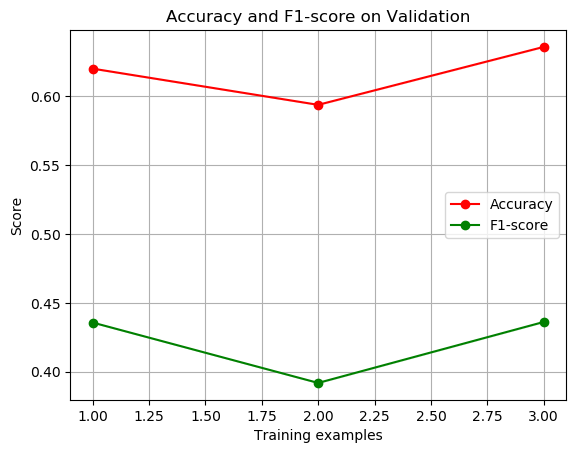 Accuracy and F1-score on Validation
Score
0.60
0.55
0.50
0.45
0.40
Accuracy
F1-score
1.00 1.25 1.50 1.75 2.00 2.25 2.50 2.75 3.00
Training examples